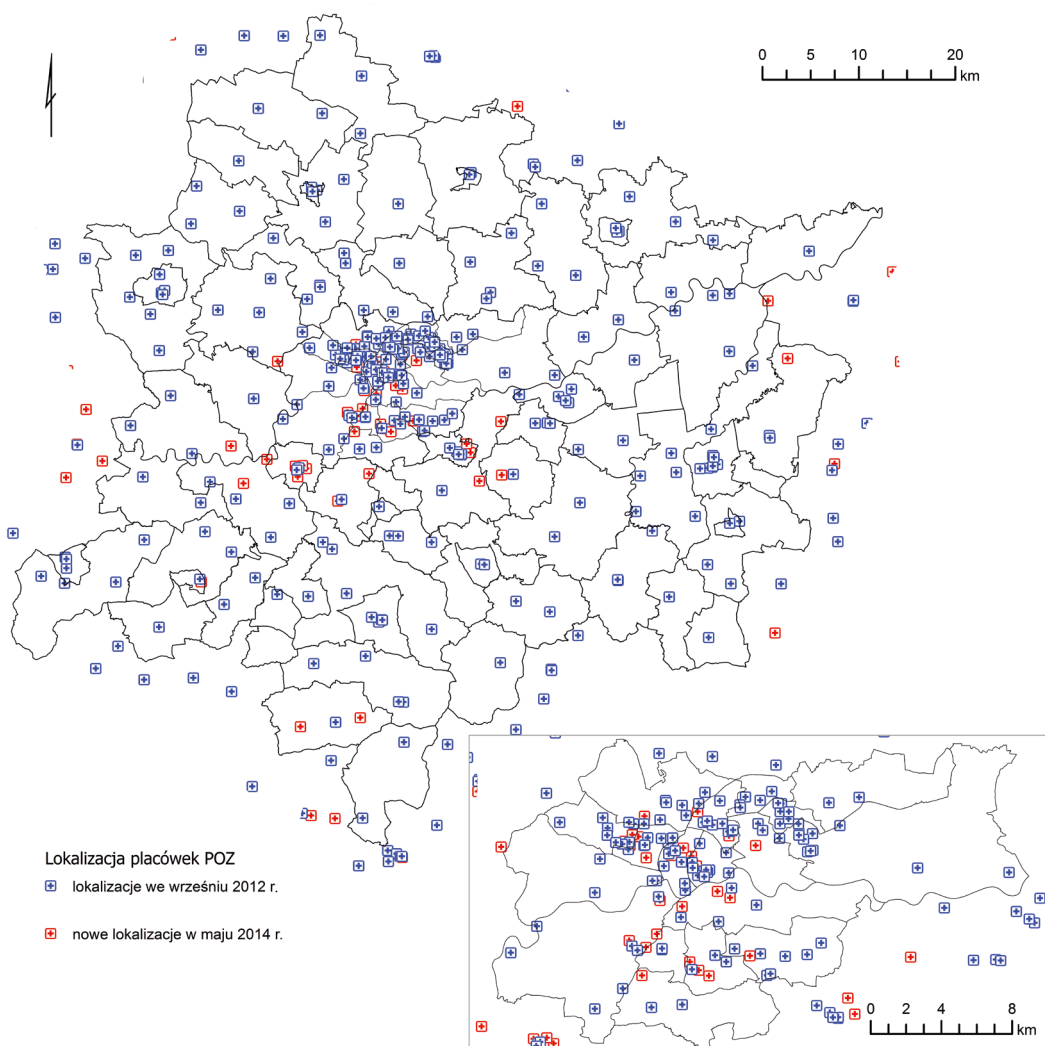 0 5 10 20
km
Lokalizacja placówek POZ
lokalizacje we wrześniu 2012 r.
nowe lokalizacje w maju 2014 r.
0 2 4 8
km